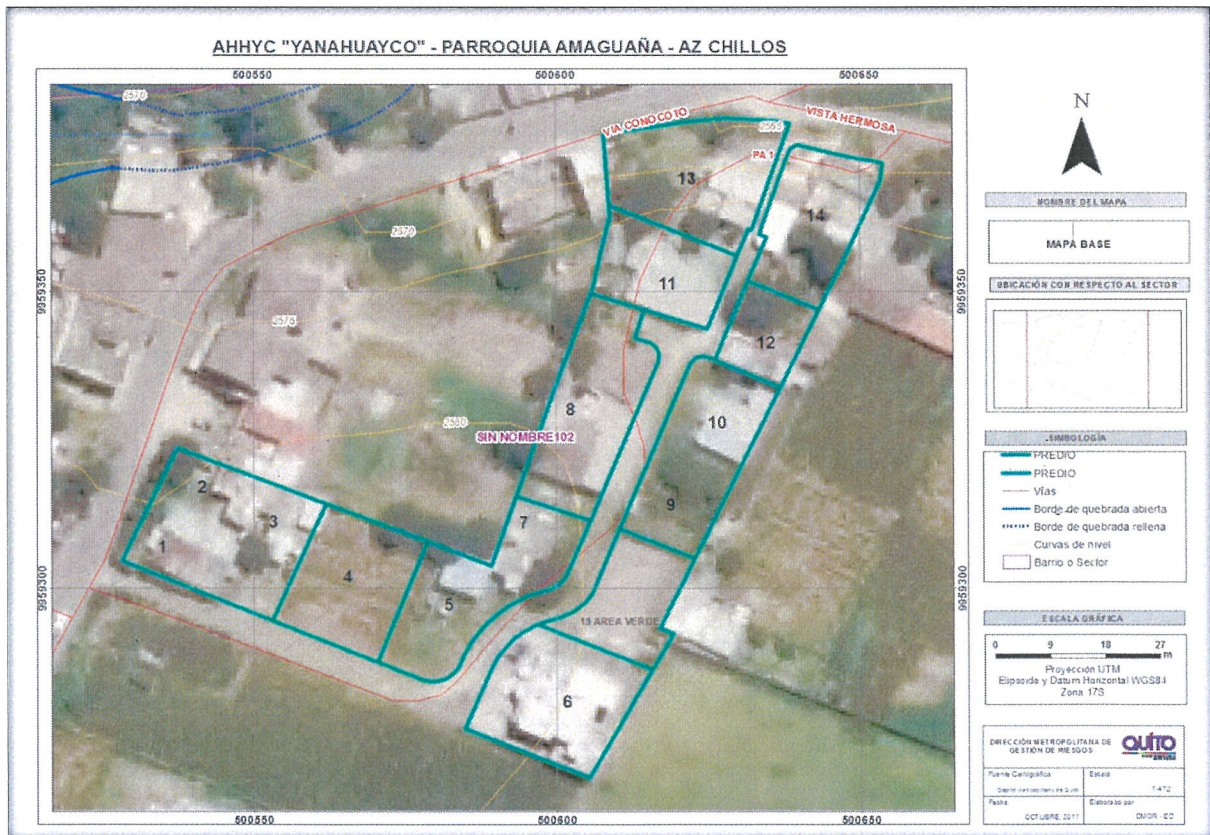 AHHYC "YANAHUAYCO" - PARROQUIA AMAGUAÑA - AZ CHILLOS
500550 500600 500650
2570
VIA CONOCOTO
VISTA HERMOSA
2565
PA 1
13
14
2570
9959350
11
9959350
2575
12
8
10
2580
SIN NOMBRE102
2
3
7
9
1
4
5
9959300
9959300
15 AREA VERDE
6
500550 500600 500650
N
NOMBRE DEL MAPA
MAPA BASE
UBICACIÓN CON RESPECTO AL SECTOR
SIMBOLOGÍA
PREDIO
PREDIO
Vías
Borde de quebrada abierta
Borde de quebrada rellena
Curvas de nivel
Barrio o Sector
ESCALA GRÁFICA
0 9 18 27
m
Proyección UTM
Elipsoide y Datum Horizontal WGS84
Zona 17S
DIRECCIÓN METROPOLITANA DE
GESTIÓN DE RIESGOS
QUITO
Fuente Cartográfica
Escala
1:472
Fecha
Elaborado por
OCTUBRE, 2017
DMGR - EC